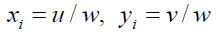 x_i = u / w,  y_i = v / w